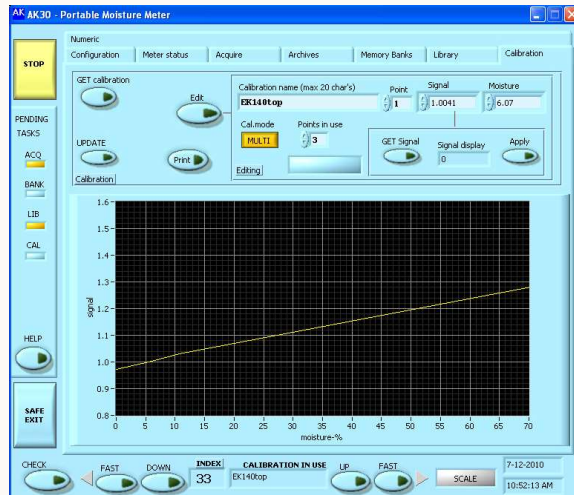 AK AK30 - Portable Moisture Meter
STOP
PENDING
TASKS
ACQ
BANK
LIB
CAL
HELP
SAFE
EXIT
Numeric
Configuration Meter status Acquire Archives Memory Banks Library Calibration
GET calibration
Edit
UPDATE
Print
Calibration
Calibration name (max 20 char's) Point Signal Moisture
EK140top 1 1.0041 6.07
Cal.mode Points in use
MULTI 3
GET Signal Signal display Apply
0
Editing
1.6
1.5
1.4
1.3
1.2
1.1
1.0
0.9
0.8
signal
0 5 10 15 20 25 30 35 40 45 50 55 60 65 70
moisture-%
CHECK FAST DOWN INDEX CALIBRATION IN USE UP FAST SCALE 7-12-2010
33 EK140top 10:52:13 AM